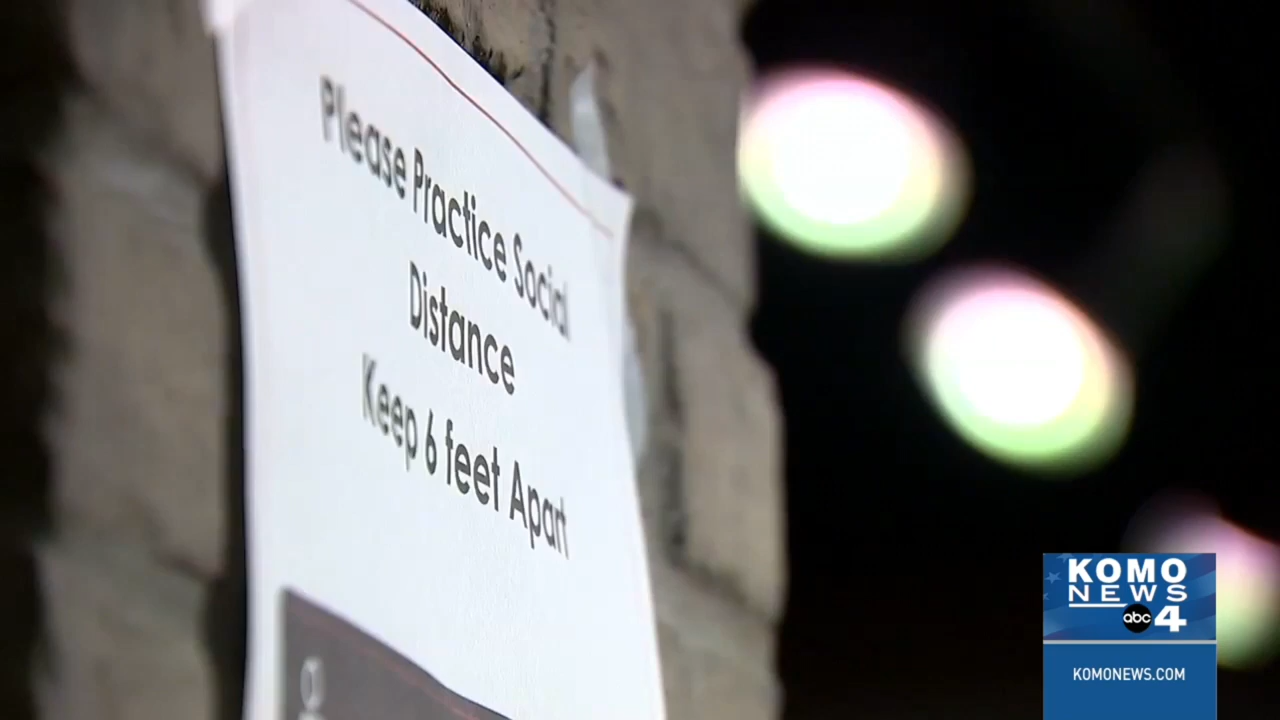 Please Practice Social
Distance
Keep 6 feet Apart
KOMO
NEWS
abc 4
KOMONEWS.COM